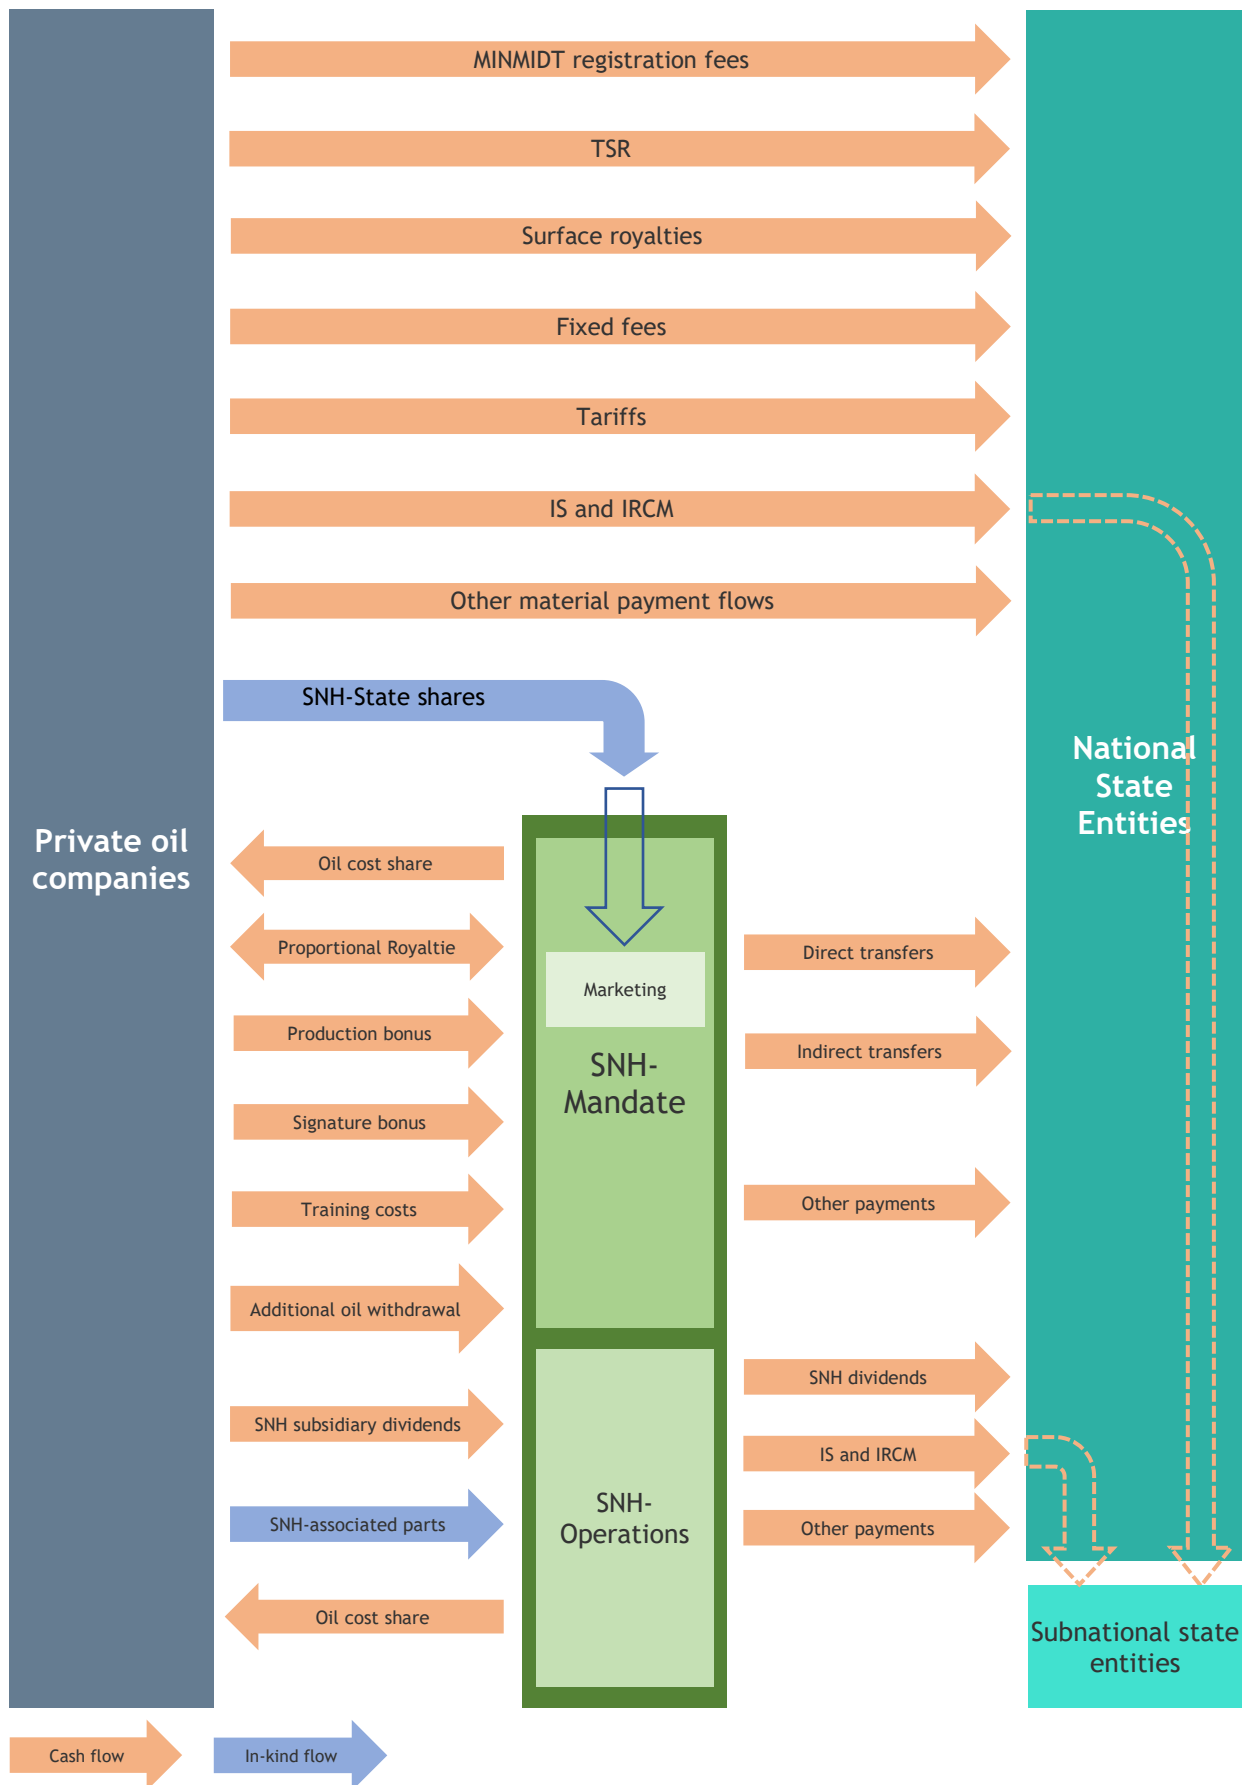 MINMIDT registration fees
TSR
Surface royalties
Fixed fees
Tariffs
IS and IRCM
Other material payment flows
SNH-State shares
National
State
Entities
Private oil
companies
Oil cost share
Proportional Royaltie
Direct transfers
Marketing
Production bonus
Indirect transfers
SNH-
Mandate
Signature bonus
Training costs
Other payments
Additional oil withdrawal
SNH dividends
SNH subsidiary dividends
IS and IRCM
SNH-
Operations
SNH-associated parts
Other payments
Oil cost share
Subnational state
entities
Cash flow
In-kind flow